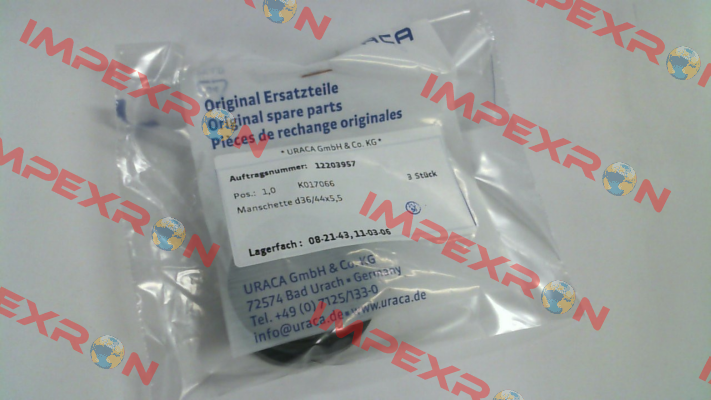 URACA
Original Ersatzteile
Original spare parts
Pièces de rechange originales
* URACA GmbH & Co. KG *
Auftragsnummer: 12203957
Pos.: 1,0 K017066 3 Stück
Manschette d36/44x5,5
Lagerfach : 08-21-43, 11-03-06
URACA GmbH & Co. KG
72574 Bad Urach • Germany
Tel. +49 (0) 7125/133-0
info@uraca.de • www.uraca.de
IMPEXRON
IMPEXRON
IMPEXRON
IMPEXRON
IMPEXRON
IMPEXRON
IMPEXRON